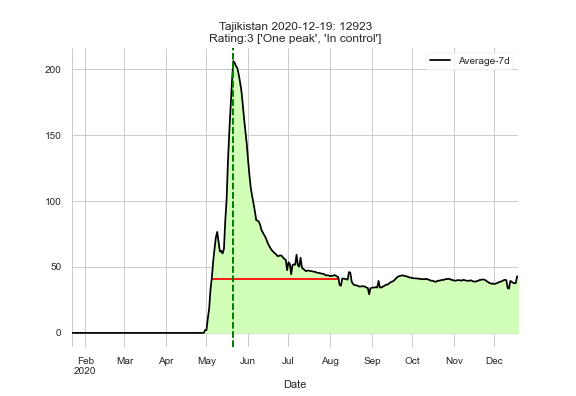 Tajikistan 2020-12-19: 12923
Rating:3 ['One peak', 'In control']
Average-7d
200
150
100
50
0
Feb Mar Apr May Jun Jul Aug Sep Oct Nov Dec
2020
Date